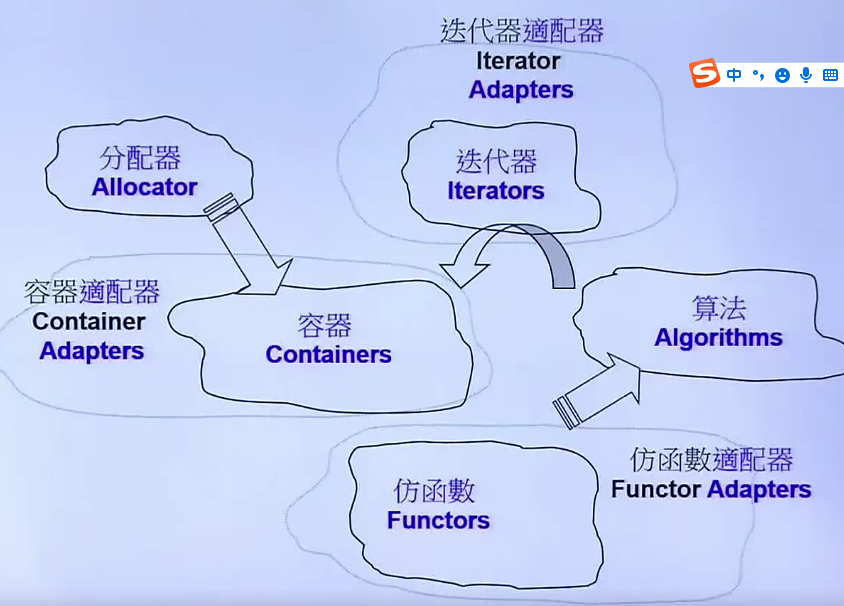 迭代器適配器
Iterator
Adapters
中
分配器
Allocator
迭代器
Iterators
容器適配器
Container
Adapters
容器
Containers
算法
Algorithms
仿函數
Functors
仿函數適配器
Functor Adapters